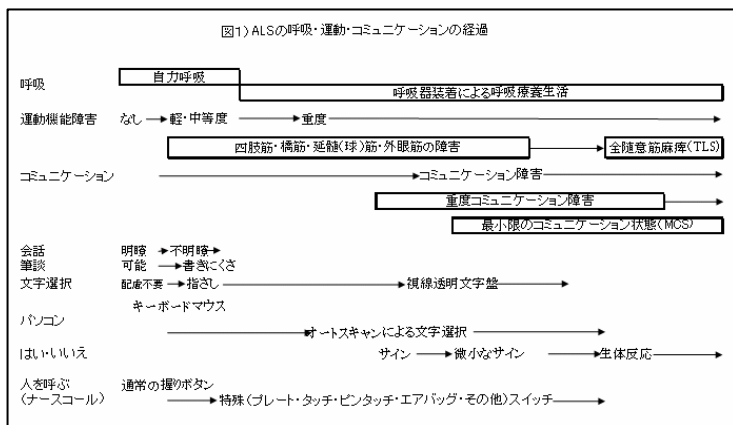 図1)ALSの呼吸・運動・コミュニケーションの経過
呼吸 自力呼吸
呼吸器装着による呼吸療養生活
運動機能障害 なし 軽・中等度 重度
四肢筋・橋筋・延髄(球)筋・外眼筋の障害 全随意筋麻痺(TLS)
コミュニケーション コミュニケーション障害
重度コミュニケーション障害
最小限のコミュニケーション状態(MCS)
会話 明瞭 不明瞭
筆談 可能 書きにくさ
文字選択 配慮不要 指さし 視線透明文字盤
キーボードマウス
パソコン
オートスキャンによる文字選択
はい・いいえ サイン 微小なサイン 生体反応
人を呼ぶ 通常の握りボタン
(ナースコール) 特殊(プレート・タッチ・ピンタッチ・エアバッグ・その他)スイッチ